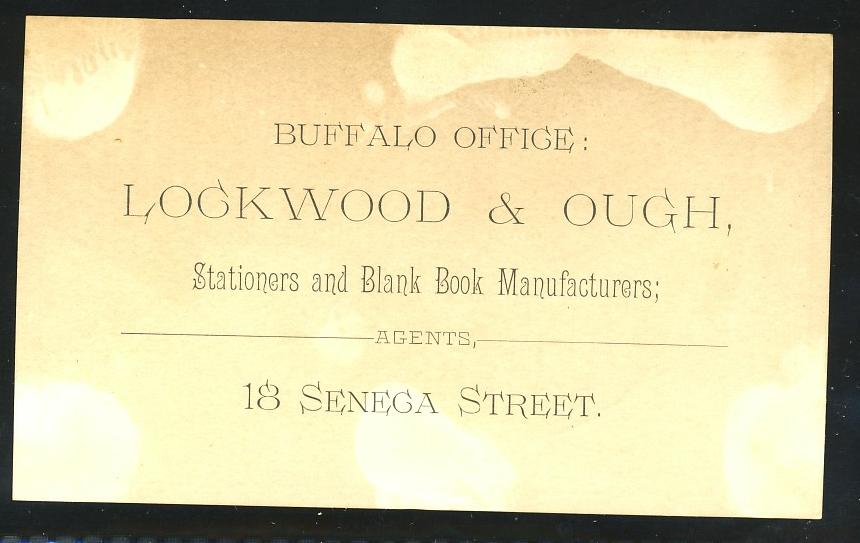 BUFFALO OFFICE:
LOCKWOOD & OUGH,
Stationers and Blank Book Manufacturers;
AGENTS,
18 SENECA STREET.